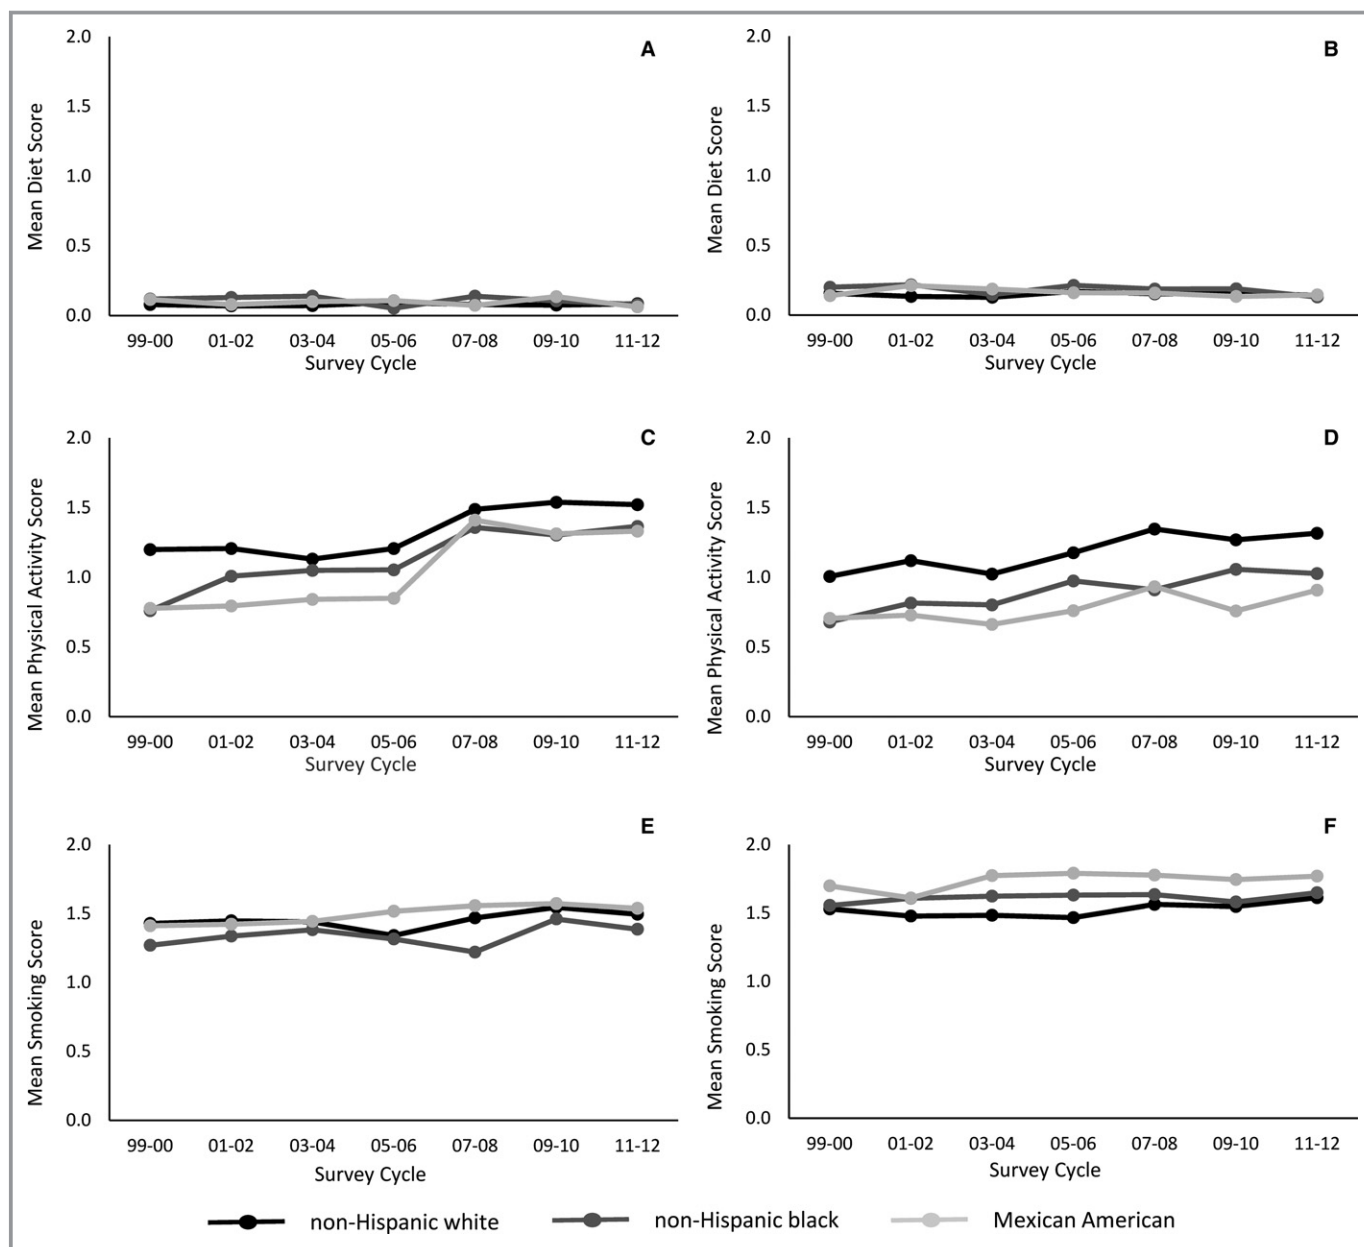 A
Mean Diet Score
2.0
1.5
1.0
0.5
0.0
99-00 01-02 03-04 05-06 07-08 09-10 11-12
Survey Cycle
B
Mean Diet Score
2.0
1.5
1.0
0.5
0.0
99-00 01-02 03-04 05-06 07-08 09-10 11-12
Survey Cycle
C
Mean Physical Activity Score
2.0
1.5
1.0
0.5
0.0
99-00 01-02 03-04 05-06 07-08 09-10 11-12
Survey Cycle
D
Mean Physical Activity Score
2.0
1.5
1.0
0.5
0.0
99-00 01-02 03-04 05-06 07-08 09-10 11-12
Survey Cycle
E
Mean Smoking Score
2.0
1.5
1.0
0.5
0.0
99-00 01-02 03-04 05-06 07-08 09-10 11-12
Survey Cycle
F
Mean Smoking Score
2.0
1.5
1.0
0.5
0.0
99-00 01-02 03-04 05-06 07-08 09-10 11-12
Survey Cycle
non-Hispanic white non-Hispanic black Mexican American